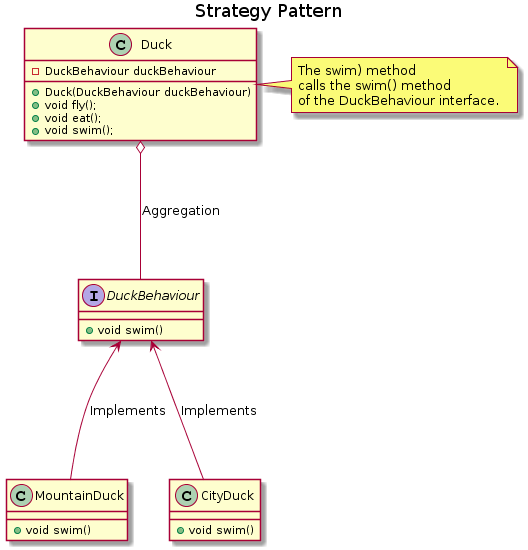 Strategy Pattern
C Duck
DuckBehaviour duckBehaviour
Duck(DuckBehaviour duckBehaviour)
void fly();
void eat();
void swim();
The swim) method
calls the swim() method
of the DuckBehaviour interface.
Aggregation
I DuckBehaviour
void swim()
Implements
Implements
C MountainDuck
void swim()
C CityDuck
void swim()